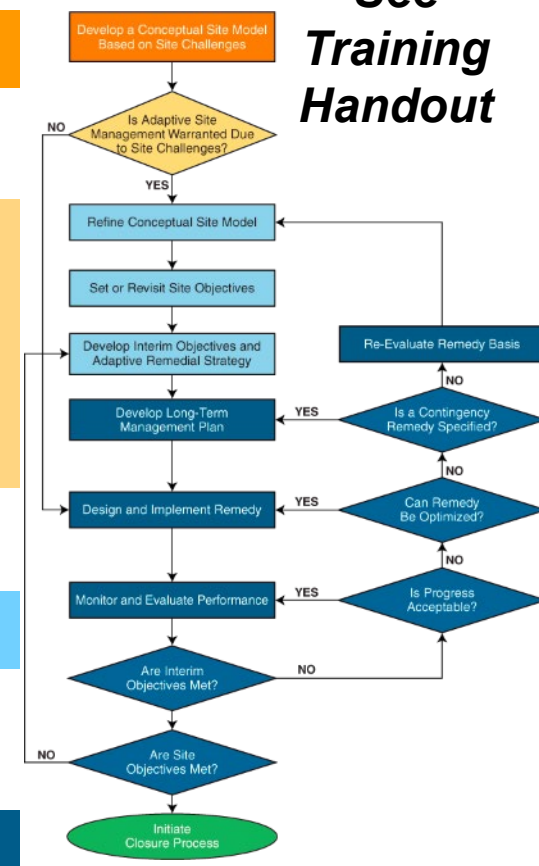 See
Training
Handout
Develop a Conceptual Site Model
Based on Site Challenges
Is Adaptive Site
Management Warranted Due
to Site Challenges?
NO
YES
Refine Conceptual Site Model
Set or Revisit Site Objectives
Develop Interim Objectives and
Adaptive Remedial Strategy
Re-Evaluate Remedy Basis
NO
Develop Long-Term
Management Plan
YES
Is a Contingency
Remedy Specified?
NO
Design and Implement Remedy
YES
Can Remedy
Be Optimized?
NO
Monitor and Evaluate Performance
YES
Is Progress
Acceptable?
Are Interim
Objectives Met?
NO
Are Site
Objectives Met?
NO
Initiate
Closure Process